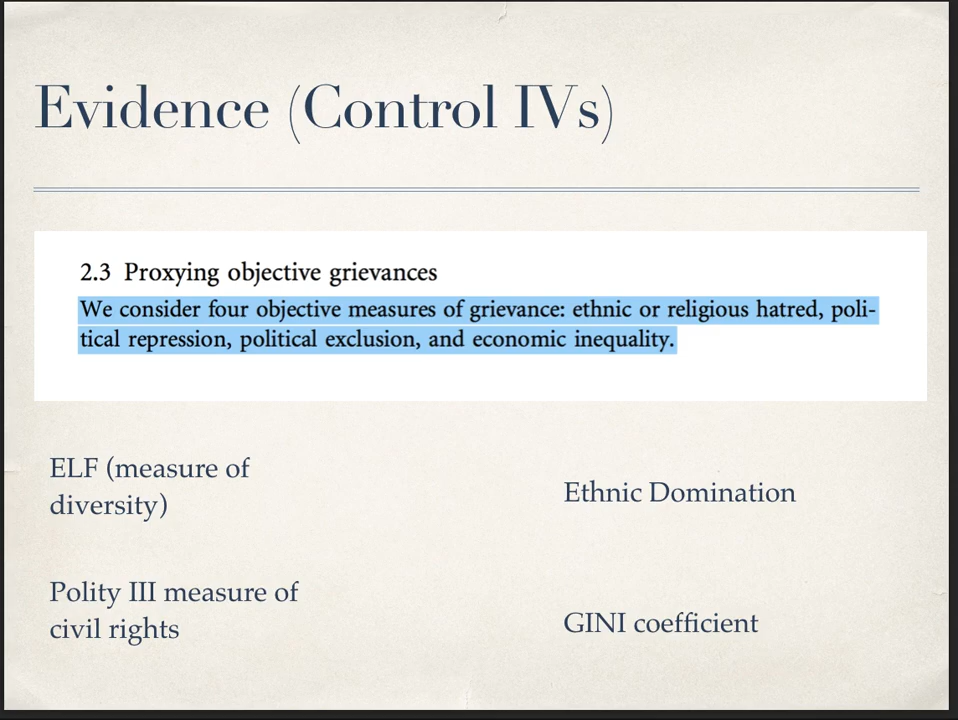 Evidence (Control IVs)
2.3 Proxying objective grievances
We consider four objective measures of grievance: ethnic or religious hatred, poli-
tical repression, political exclusion, and economic inequality.
ELF (measure of
diversity)
Ethnic Domination
Polity III measure of
civil rights
GINI coefficient